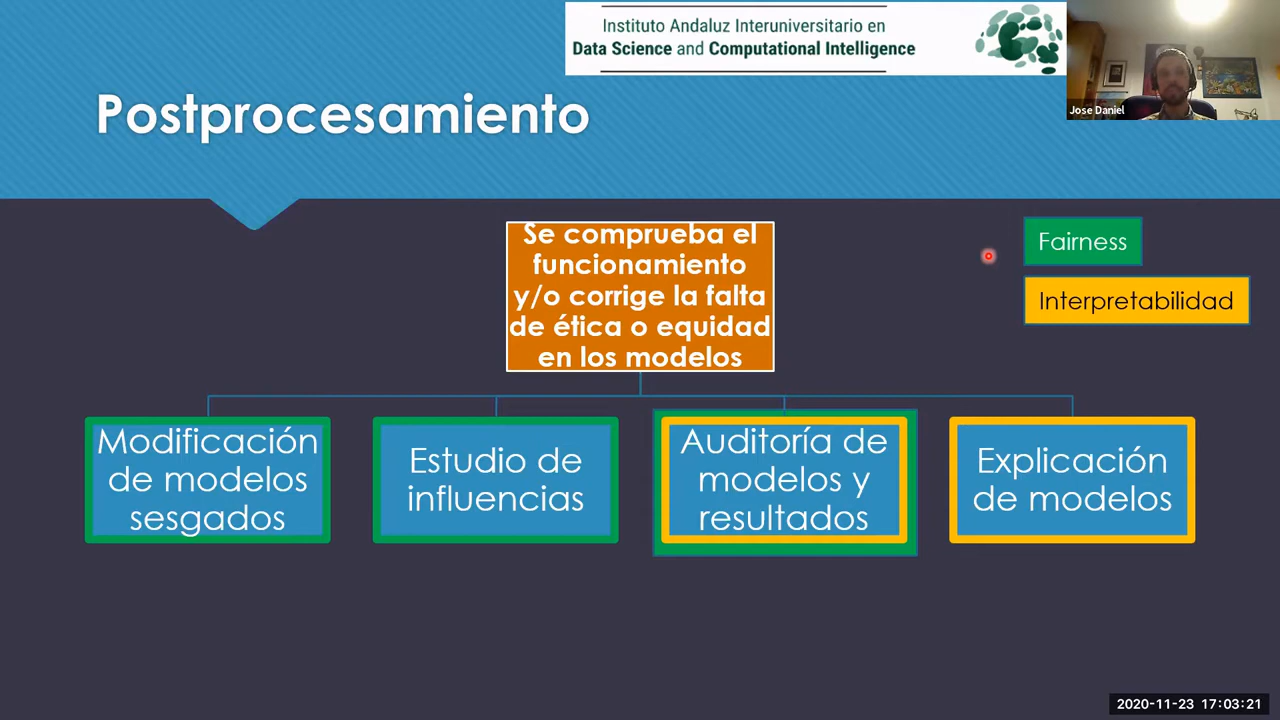 Instituto Andaluz Interuniversitario en
Data Science and Computational Intelligence
Jose Daniel
Postprocesamiento
Se comprueba el
funcionamiento
y/o corrige la falta
de ética o equidad
en los modelos
Fairness
Interpretabilidad
Modificación
de modelos
sesgados
Estudio de
influencias
Auditoría de
modelos y
resultados
Explicación
de modelos
2020-11-23 17:03:21